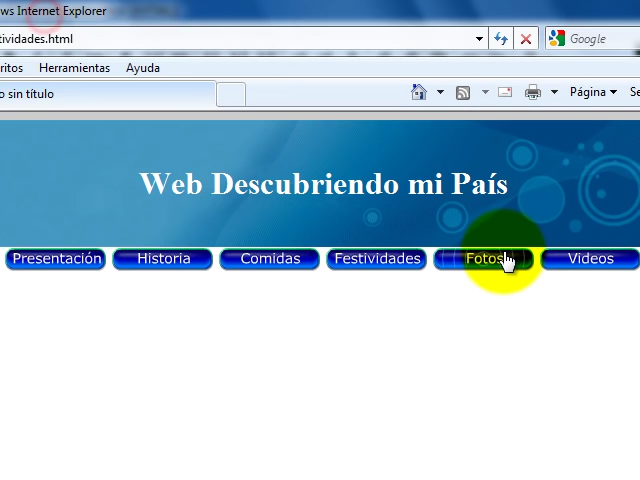 ws Internet Explorer
tividades.html
Google
ritos Herramientas Ayuda
o sin título
Página Se
Web Descubriendo mi País
Presentación Historia Comidas Festividades Fotos Videos